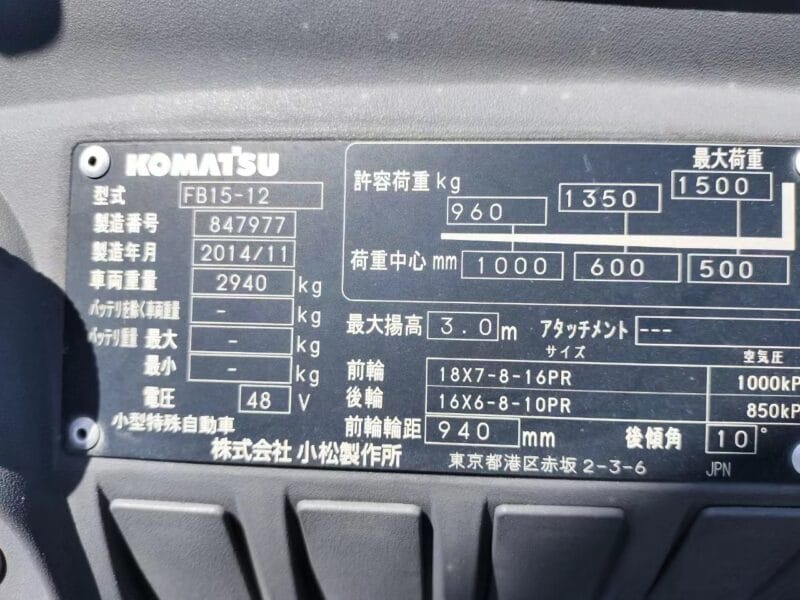 KOMATSU
型式 FB15-12
製造番号 847977
製造年月 2014/11
車両重量 2940 kg
バッテリを除く車両重量 - kg
バッテリ重量 最大 - kg
最小 - kg
電圧 48 V
小型特殊自動車
株式会社 小松製作所
最大荷重
許容荷重 kg 960 1350 1500
荷重中心 mm 1000 600 500
最大揚高 3.0 m アタッチメント ---
サイズ 空気圧
前輪 18X7-8-16PR 1000kP
後輪 16X6-8-10PR 850kP
前輪輪距 940 mm 後傾角 10°
東京都港区赤坂 2-3-6 JPN